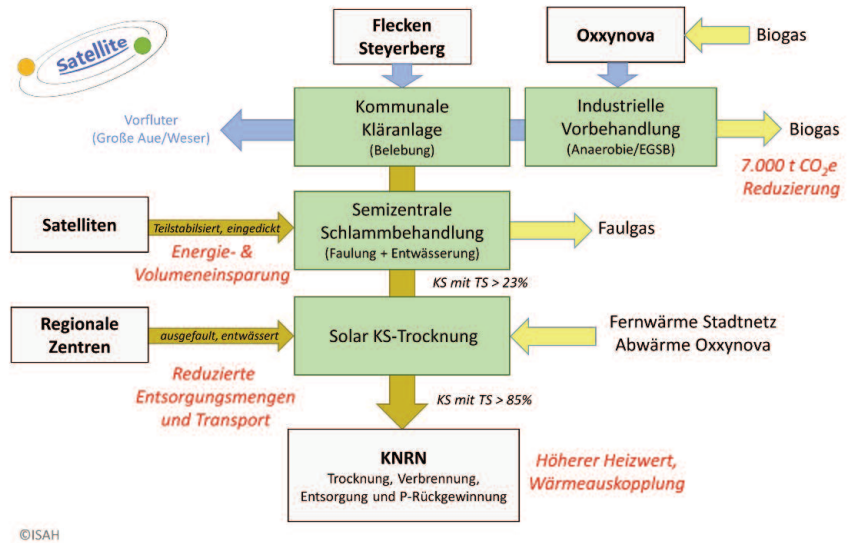 Satellite
Flecken
Steyerberg
Oxxynova
Biogas
Vorfluter
(Große Aue/Weser)
Kommunale
Kläranlage
(Belebung)
Industrielle
Vorbehandlung
(Anaerobie/EGSB)
Biogas
7.000 t CO₂e
Reduzierung
Satelliten
Teilstabilsiert, eingedickt
Energie- &
Volumeneinsparung
Semizentrale
Schlammbehandlung
(Faulung + Entwässerung)
Faulgas
KS mit TS > 23%
Regionale
Zentren
ausgefault, entwässert
Solar KS-Trocknung
Fernwärme Stadtnetz
Abwärme Oxxynova
Reduzierte
Entsorgungsmengen
und Transport
KS mit TS > 85%
KNRN
Trocknung, Verbrennung,
Entsorgung und P-Rückgewinnung
Höherer Heizwert,
Wärmeauskopplung
©ISAH